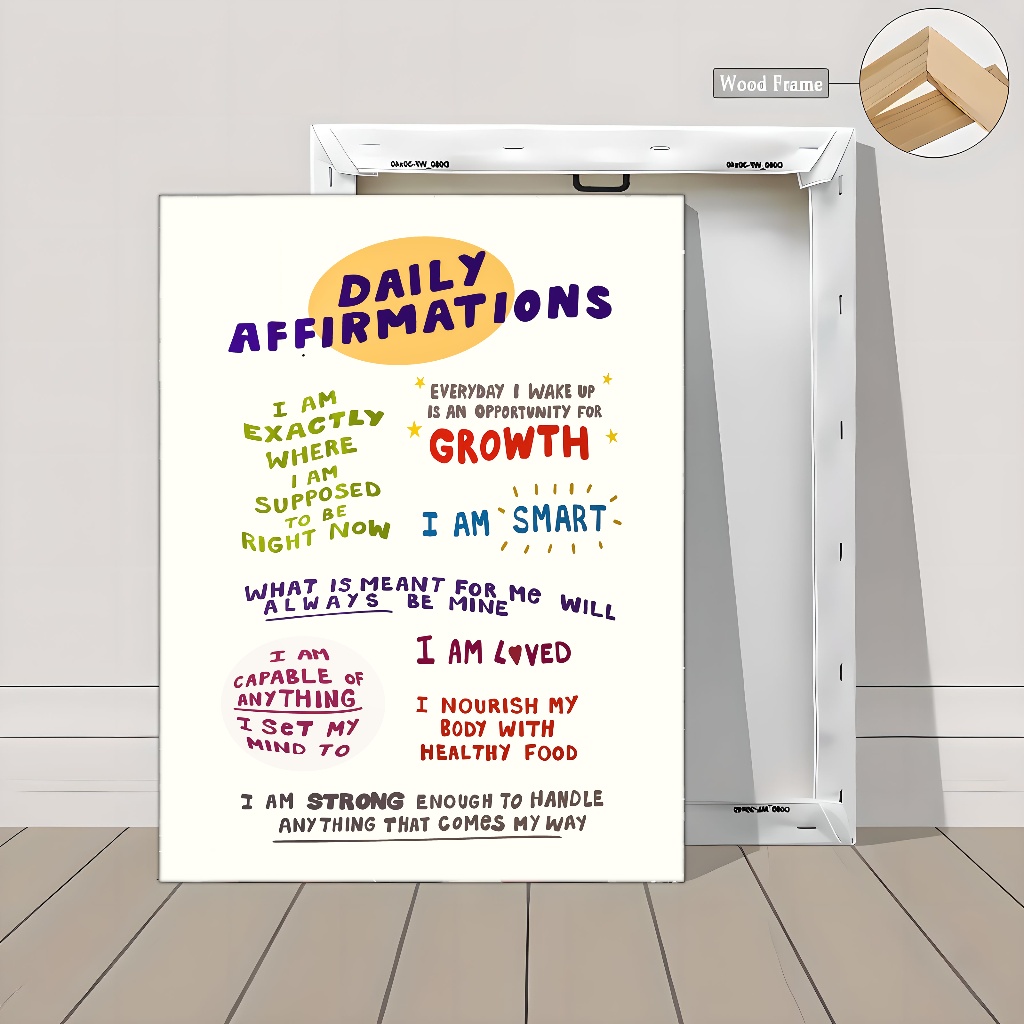 Wood Frame
DAILY
AFFIRMATIONS
I AM
EXACTLY
WHERE
I AM
SUPPOSED
TO BE
RIGHT NOW
EVERYDAY I WAKE UP
IS AN OPPORTUNITY FOR
GROWTH
I AM SMART
WHAT IS MEANT FOR Me WILL
ALWAYS BE MINE
I AM
CAPABLE OF
ANYTHING
I SeT MY
MIND TO
I AM LOVED
I NOURISH MY
BODY WITH
HEALTHY FOOD
I AM STRONG ENOUGH TO HANDLE
ANYTHING THAT COMeS MY WAY